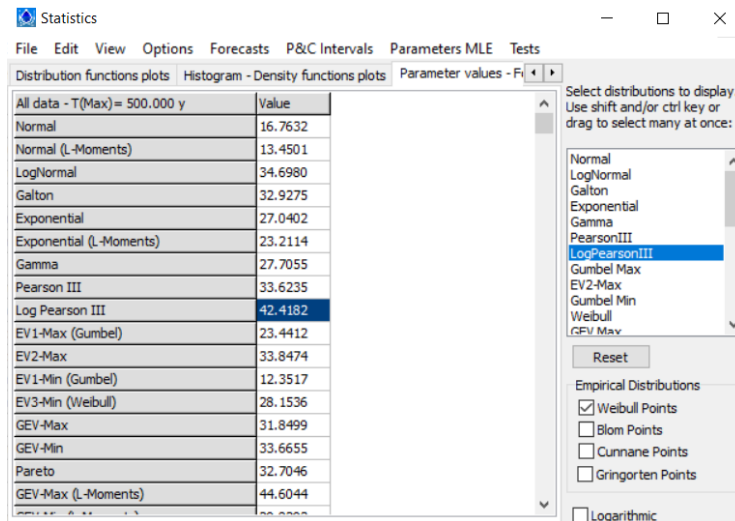 Statistics
File Edit View Options Forecasts P&C Intervals Parameters MLE Tests
Distribution functions plots Histogram - Density functions plots Parameter values - F
All data - T(Max)= 500.000 y Value
Normal 16.7632
Normal (L-Moments) 13.4501
LogNormal 34.6980
Galton 32.9275
Exponential 27.0402
Exponential (L-Moments) 23.2114
Gamma 27.7055
Pearson III 33.6235
Log Pearson III 42.4182
EV1-Max (Gumbel) 23.4412
EV2-Max 33.8474
EV1-Min (Gumbel) 12.3517
EV3-Min (Weibull) 28.1536
GEV-Max 31.8499
GEV-Min 33.6655
Pareto 32.7046
GEV-Max (L-Moments) 44.6044
Select distributions to display
Use shift and/or ctrl key or
drag to select many at once:
Normal
LogNormal
Galton
Exponential
Gamma
PearsonIII
LogPearsonIII
Gumbel Max
EV2-Max
Gumbel Min
Weibull
GEV Max
Reset
Empirical Distributions
Weibull Points
Blom Points
Cunnane Points
Gringorten Points
Logarithmic